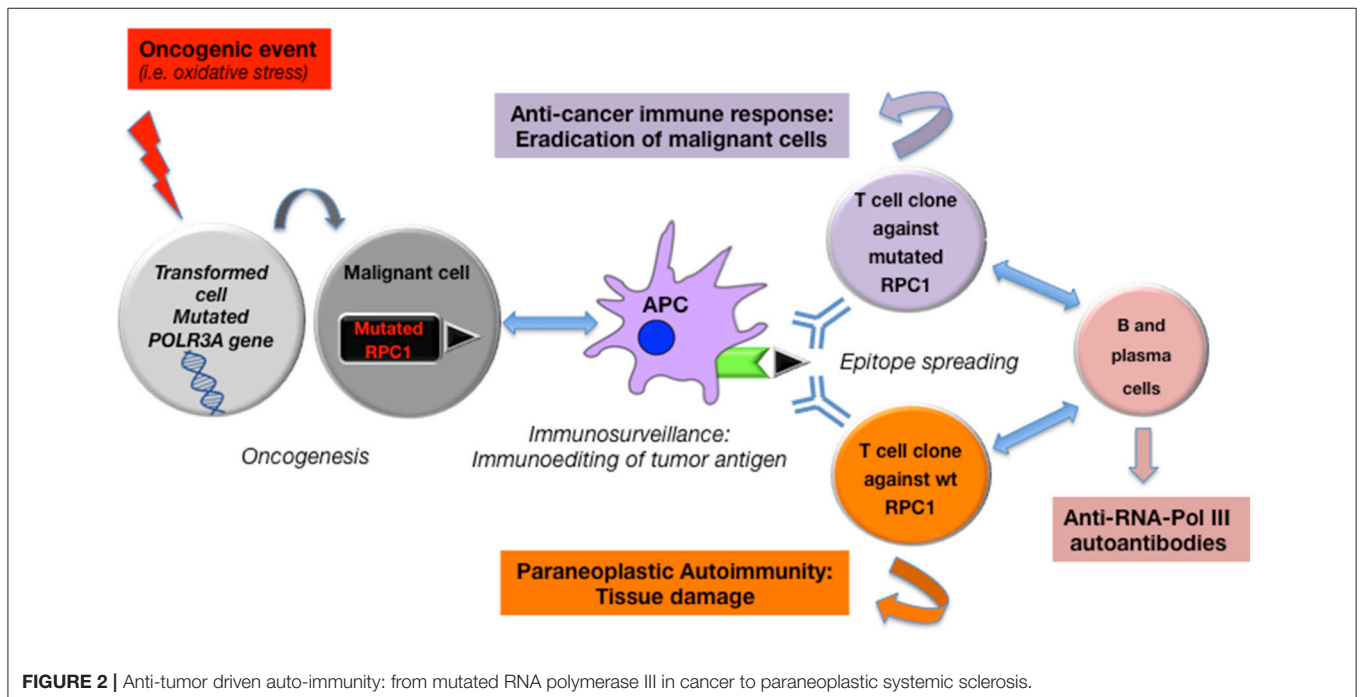 Oncogenic event
(i.e. oxidative stress)
Anti-cancer immune response:
Eradication of malignant cells
T cell clone
against
mutated
RPC1
Transformed
cell
Mutated
POLR3A gene
Malignant cell
Mutated
RPC1
APC
Epitope spreading
B and
plasma
cells
Oncogenesis
Immunosurveillance:
Immunoediting of tumor antigen
T cell clone
against wt
RPC1
Anti-RNA-Pol III
autoantibodies
Paraneoplastic Autoimmunity:
Tissue damage
FIGURE 2 | Anti-tumor driven auto-immunity: from mutated RNA polymerase III in cancer to paraneoplastic systemic sclerosis.